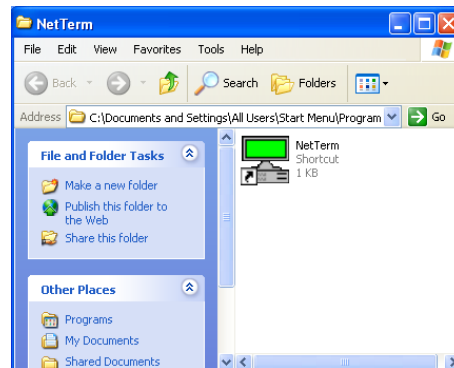 NetTerm
File Edit View Favorites Tools Help
Back Search Folders
Address C:\Documents and Settings\All Users\Start Menu\Program Go
File and Folder Tasks
Make a new folder
Publish this folder to
the Web
Share this folder
Other Places
Programs
My Documents
Shared Documents
NetTerm
Shortcut
1 KB